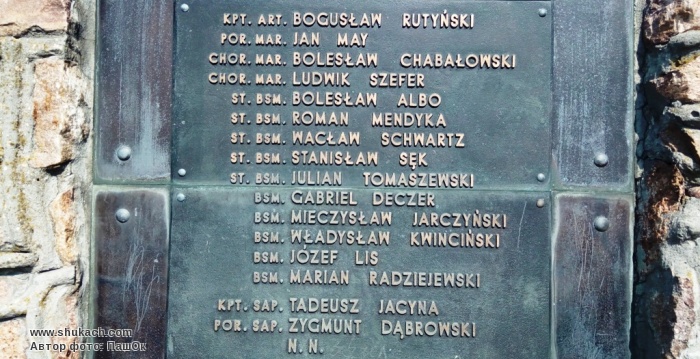 KPT. ART. BOGUSŁAW RUTYŃSKI
POR. MAR. JAN MAY
CHOR. MAR. BOLESŁAW CHABAŁOWSKI
CHOR. MAR. LUDWIK SZEFER
ST. BSM. BOLESŁAW ALBO
ST. BSM. ROMAN MENDYKA
ST. BSM. WACŁAW SCHWARTZ
ST. BSM. STANISŁAW SĘK
ST. BSM. JULIAN TOMASZEWSKI
BSM. GABRIEL DECZER
BSM. MIECZYSŁAW JARCZYŃSKI
BSM. WŁADYSŁAW KWINCIŃSKI
BSM. JÓZEF LIS
BSM. MARIAN RADZIEJEWSKI
KPT. SAP. TADEUSZ JACYNA
POR. SAP. ZYGMUNT DĄBROWSKI
N. N.
www.shukach.com
Автор фото: ПашОк